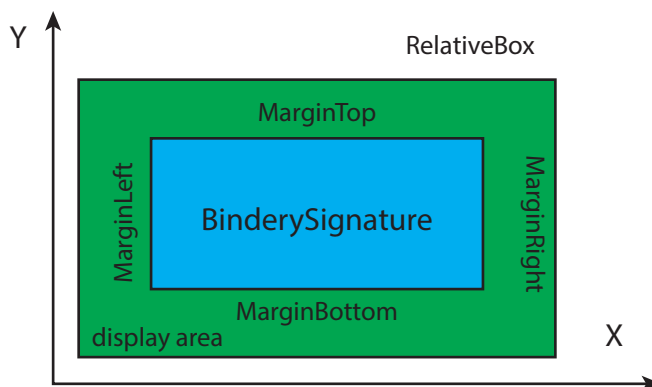 Y
RelativeBox
MarginTop
MarginLeft
BinderySignature
MarginRight
MarginBottom
display area
X